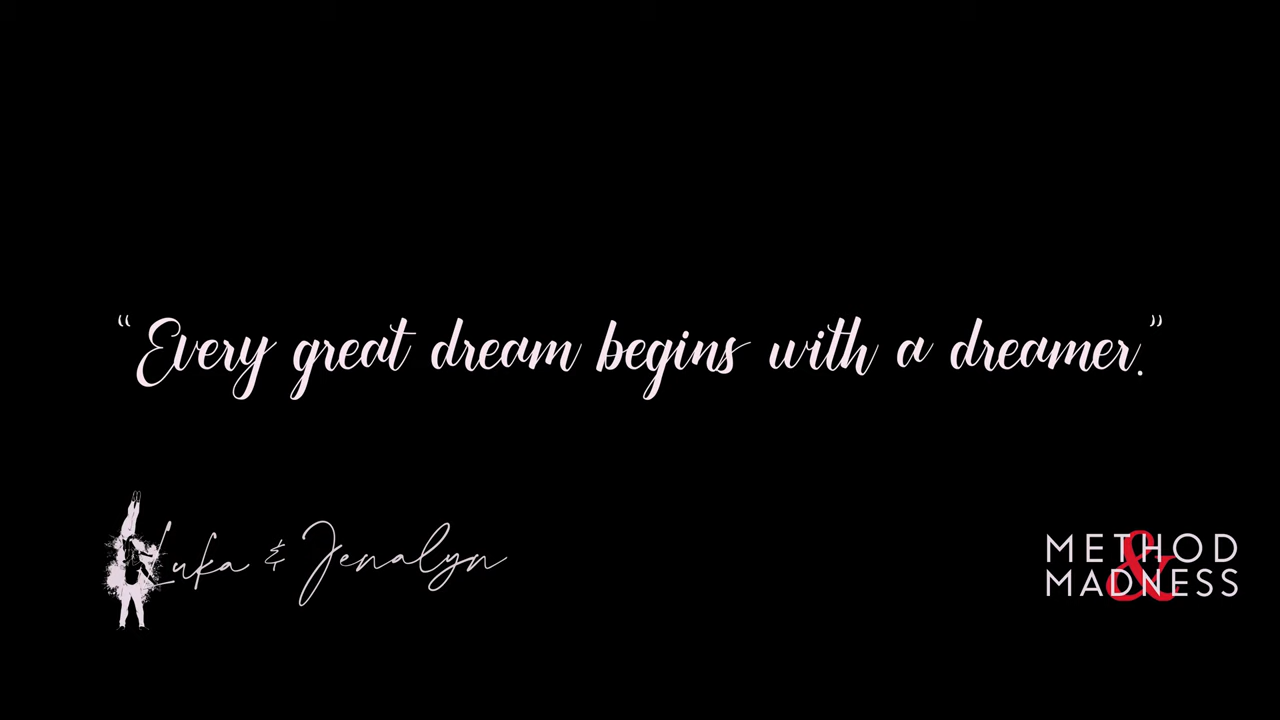 “Every great dream begins with a dreamer.”
Luka & Jenalyn
METHOD
&
MADNESS